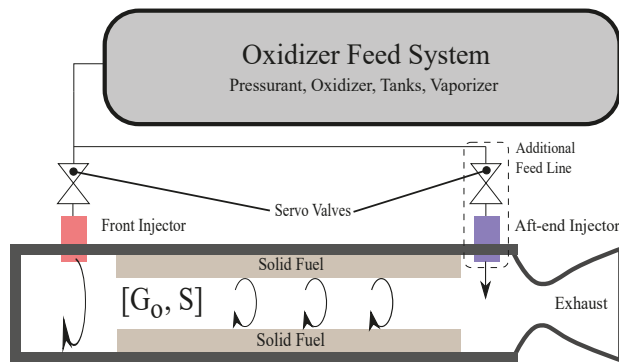 Oxidizer Feed System
Pressurant, Oxidizer, Tanks, Vaporizer
Additional
Feed Line
Servo Valves
Front Injector
Aft-end Injector
Solid Fuel
[G₀, S]
Exhaust
Solid Fuel